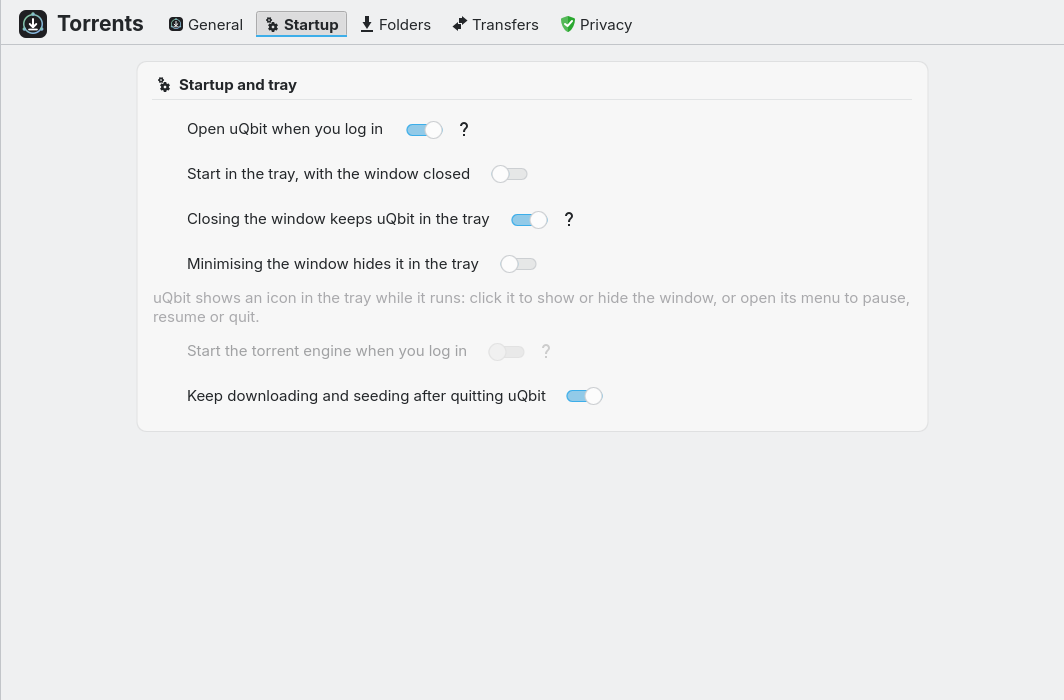 Torrents
General
Startup
Folders
Transfers
Privacy
Startup and tray
Open uQbit when you log in ?
Start in the tray, with the window closed
Closing the window keeps uQbit in the tray ?
Minimising the window hides it in the tray
uQbit shows an icon in the tray while it runs: click it to show or hide the window, or open its menu to pause,
resume or quit.
Start the torrent engine when you log in ?
Keep downloading and seeding after quitting uQbit